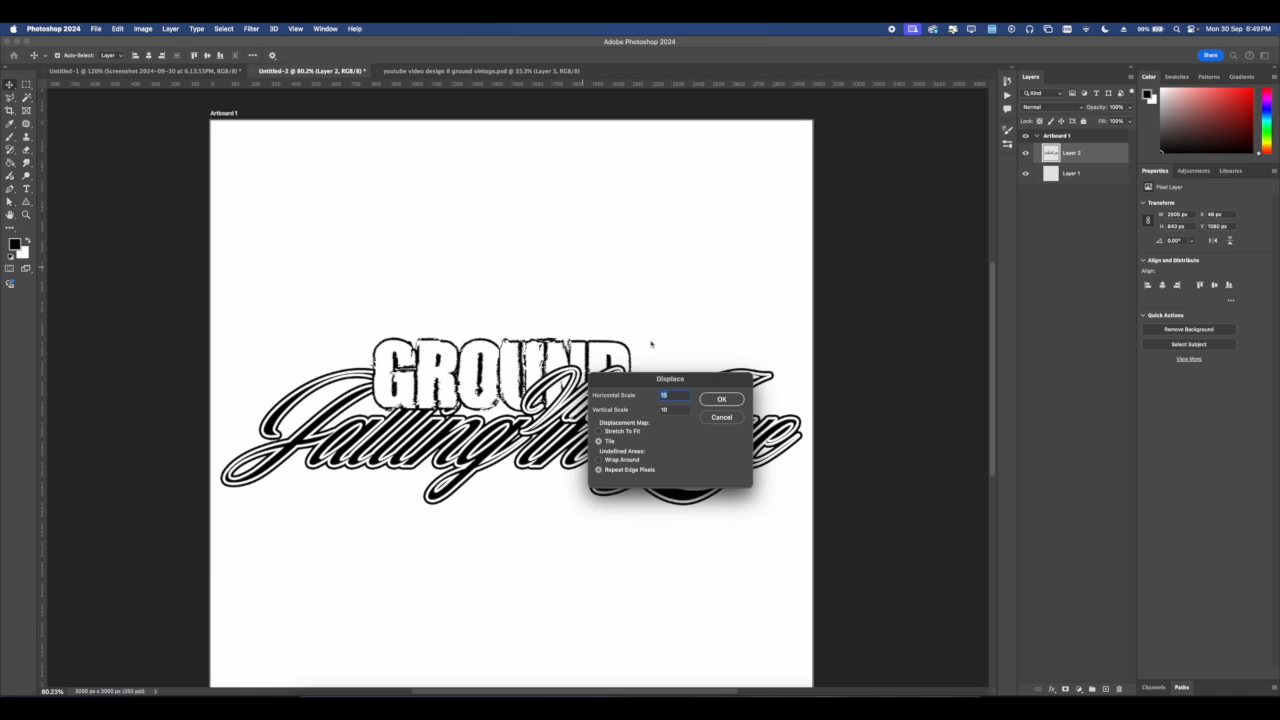 Photoshop 2024 File Edit Image Layer Type Select Filter 3D View Window Help
99% Mon 30 Sep 6:49 PM
Adobe Photoshop 2024
Auto-Select: Layer
Share
Untitled-1 @ 120% (Screenshot 2024-09-30 at 6.13.55 PM, RGB/8) *
Untitled-2 @ 80.2% (Layer 2, RGB/8) *
youtube video design 8 ground vintage.psd @ 33.3% (Layer 3, RGB/8)
Artboard 1
GROUND
Falling in
Displace
Horizontal Scale 15
OK
Vertical Scale 10
Cancel
Displacement Map:
Stretch To Fit
Tile
Undefined Areas:
Wrap Around
Repeat Edge Pixels
Layers
Kind
Normal Opacity: 100%
Lock: Fill: 100%
Artboard 1
Layer 2
Layer 1
Color Swatches Patterns Gradients
Properties Adjustments Libraries
Pixel Layer
Transform
W 2905 px X 46 px
H 840 px Y 1080 px
0.00°
Align and Distribute
Align:
Quick Actions
Remove Background
Select Subject
View More
Channels Paths
80.23% 3000 px x 3000 px (350 ppi)